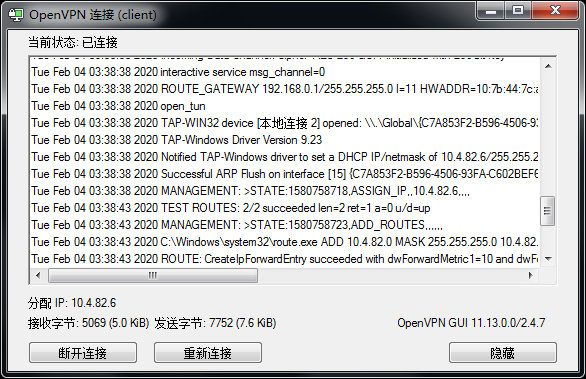 OpenVPN 连接 (client)
当前状态: 已连接
Tue Feb 04 03:38:38 2020 interactive service msg_channel=0
Tue Feb 04 03:38:38 2020 ROUTE_GATEWAY 192.168.0.1/255.255.255.0 I=11 HWADDR=10:7b:44:7c:a
Tue Feb 04 03:38:38 2020 open_tun
Tue Feb 04 03:38:38 2020 TAP-WIN32 device [本地连接 2] opened: \\.\Global\{C7A853F2-B596-4506-93
Tue Feb 04 03:38:38 2020 TAP-Windows Driver Version 9.23
Tue Feb 04 03:38:38 2020 Notified TAP-Windows driver to set a DHCP IP/netmask of 10.4.82.6/255.255.2
Tue Feb 04 03:38:38 2020 Successful ARP Flush on interface [15] {C7A853F2-B596-4506-93FA-C602BEF6
Tue Feb 04 03:38:38 2020 MANAGEMENT: >STATE:1580758718,ASSIGN_IP,,10.4.82.6,,,,
Tue Feb 04 03:38:43 2020 TEST ROUTES: 2/2 succeeded len=2 ret=1 a=0 u/d=up
Tue Feb 04 03:38:43 2020 MANAGEMENT: >STATE:1580758723,ADD_ROUTES,,,,,,
Tue Feb 04 03:38:43 2020 C:\Windows\system32\route.exe ADD 10.4.82.0 MASK 255.255.255.0 10.4.82.
Tue Feb 04 03:38:43 2020 ROUTE: CreateIpForwardEntry succeeded with dwForwardMetric1=10 and dwFo
分配 IP: 10.4.82.6
接收字节: 5069 (5.0 KiB) 发送字节: 7752 (7.6 KiB) OpenVPN GUI 11.13.0.0/2.4.7
断开连接 重新连接 隐藏